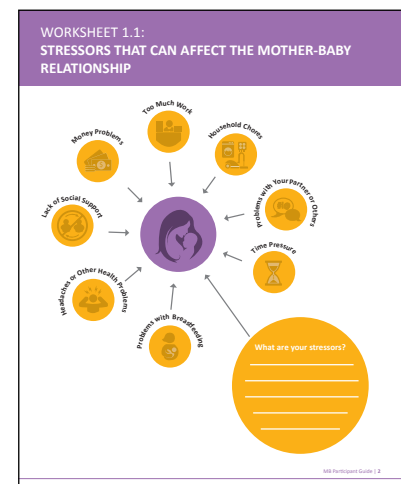 WORKSHEET 1.1:
STRESSORS THAT CAN AFFECT THE MOTHER-BABY
RELATIONSHIP
Too Much Work
Money Problems
Household Chores
Lack of Social Support
Problems with Your Partner or Others
Time Pressure
Headaches or Other Health Problems
Problems with Breastfeeding
What are your stressors?
MB Participant Guide | 2